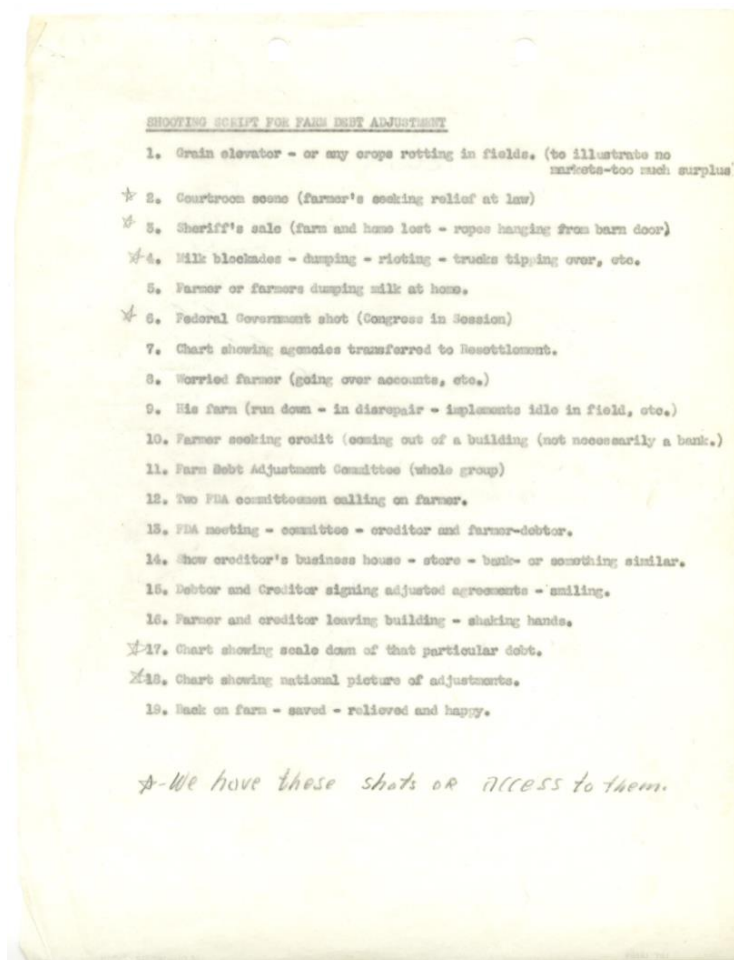 SHOOTING SCRIPT FOR FARM DEBT ADJUSTMENT
1. Grain elevator - or any crops rotting in fields. (to illustrate no
markets-too much surplus)
☆ 2. Courtroom scene (farmer's seeking relief at law)
☆ 3. Sheriff's sale (farm and home lost - ropes hanging from barn door)
☆ 4. Milk blockades - dumping - rioting - trucks tipping over, etc.
5. Farmer or farmers dumping milk at home.
☆ 6. Federal Government shot (Congress in Session)
7. Chart showing agencies transferred to Resettlement.
8. Worried farmer (going over accounts, etc.)
9. His farm (run down - in disrepair - implements idle in field, etc.)
10. Farmer seeking credit (coming out of a building (not necessarily a bank.)
11. Farm Debt Adjustment Committee (whole group)
12. Two FDA committeemen calling on farmer.
13. FDA meeting - committee - creditor and farmer-debtor.
14. Show creditor's business house - store - bank- or something similar.
15. Debtor and Creditor signing adjusted agreements - smiling.
16. Farmer and creditor leaving building - shaking hands.
☆ 17. Chart showing scale down of that particular debt.
☆ 18. Chart showing national picture of adjustments.
19. Back on farm - saved - relieved and happy.
☆-We have these shots or access to them.